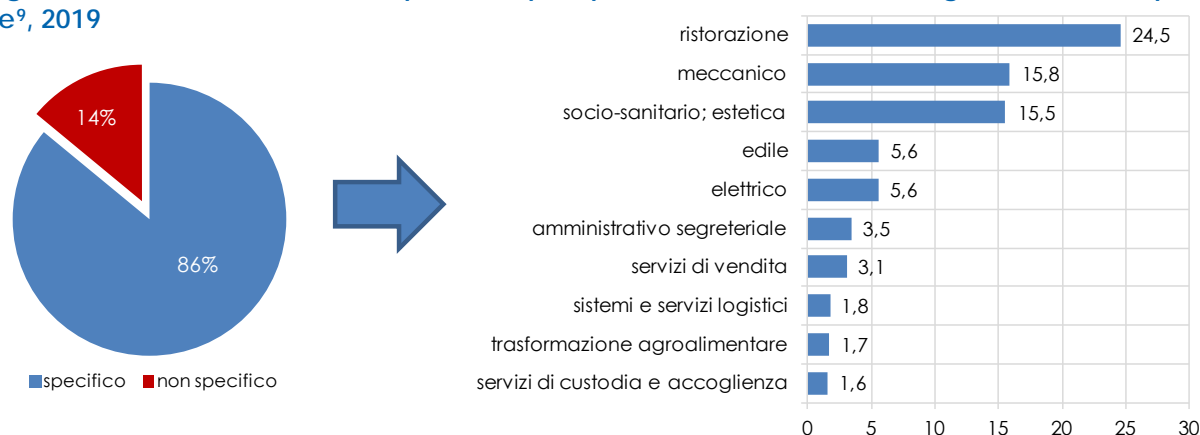 e⁹, 2019
14%
86%
specifico non specifico
ristorazione 24,5
meccanico 15,8
socio-sanitario; estetica 15,5
edile 5,6
elettrico 5,6
amministrativo segreteriale 3,5
servizi di vendita 3,1
sistemi e servizi logistici 1,8
trasformazione agroalimentare 1,7
servizi di custodia e accoglienza 1,6
0 5 10 15 20 25 30